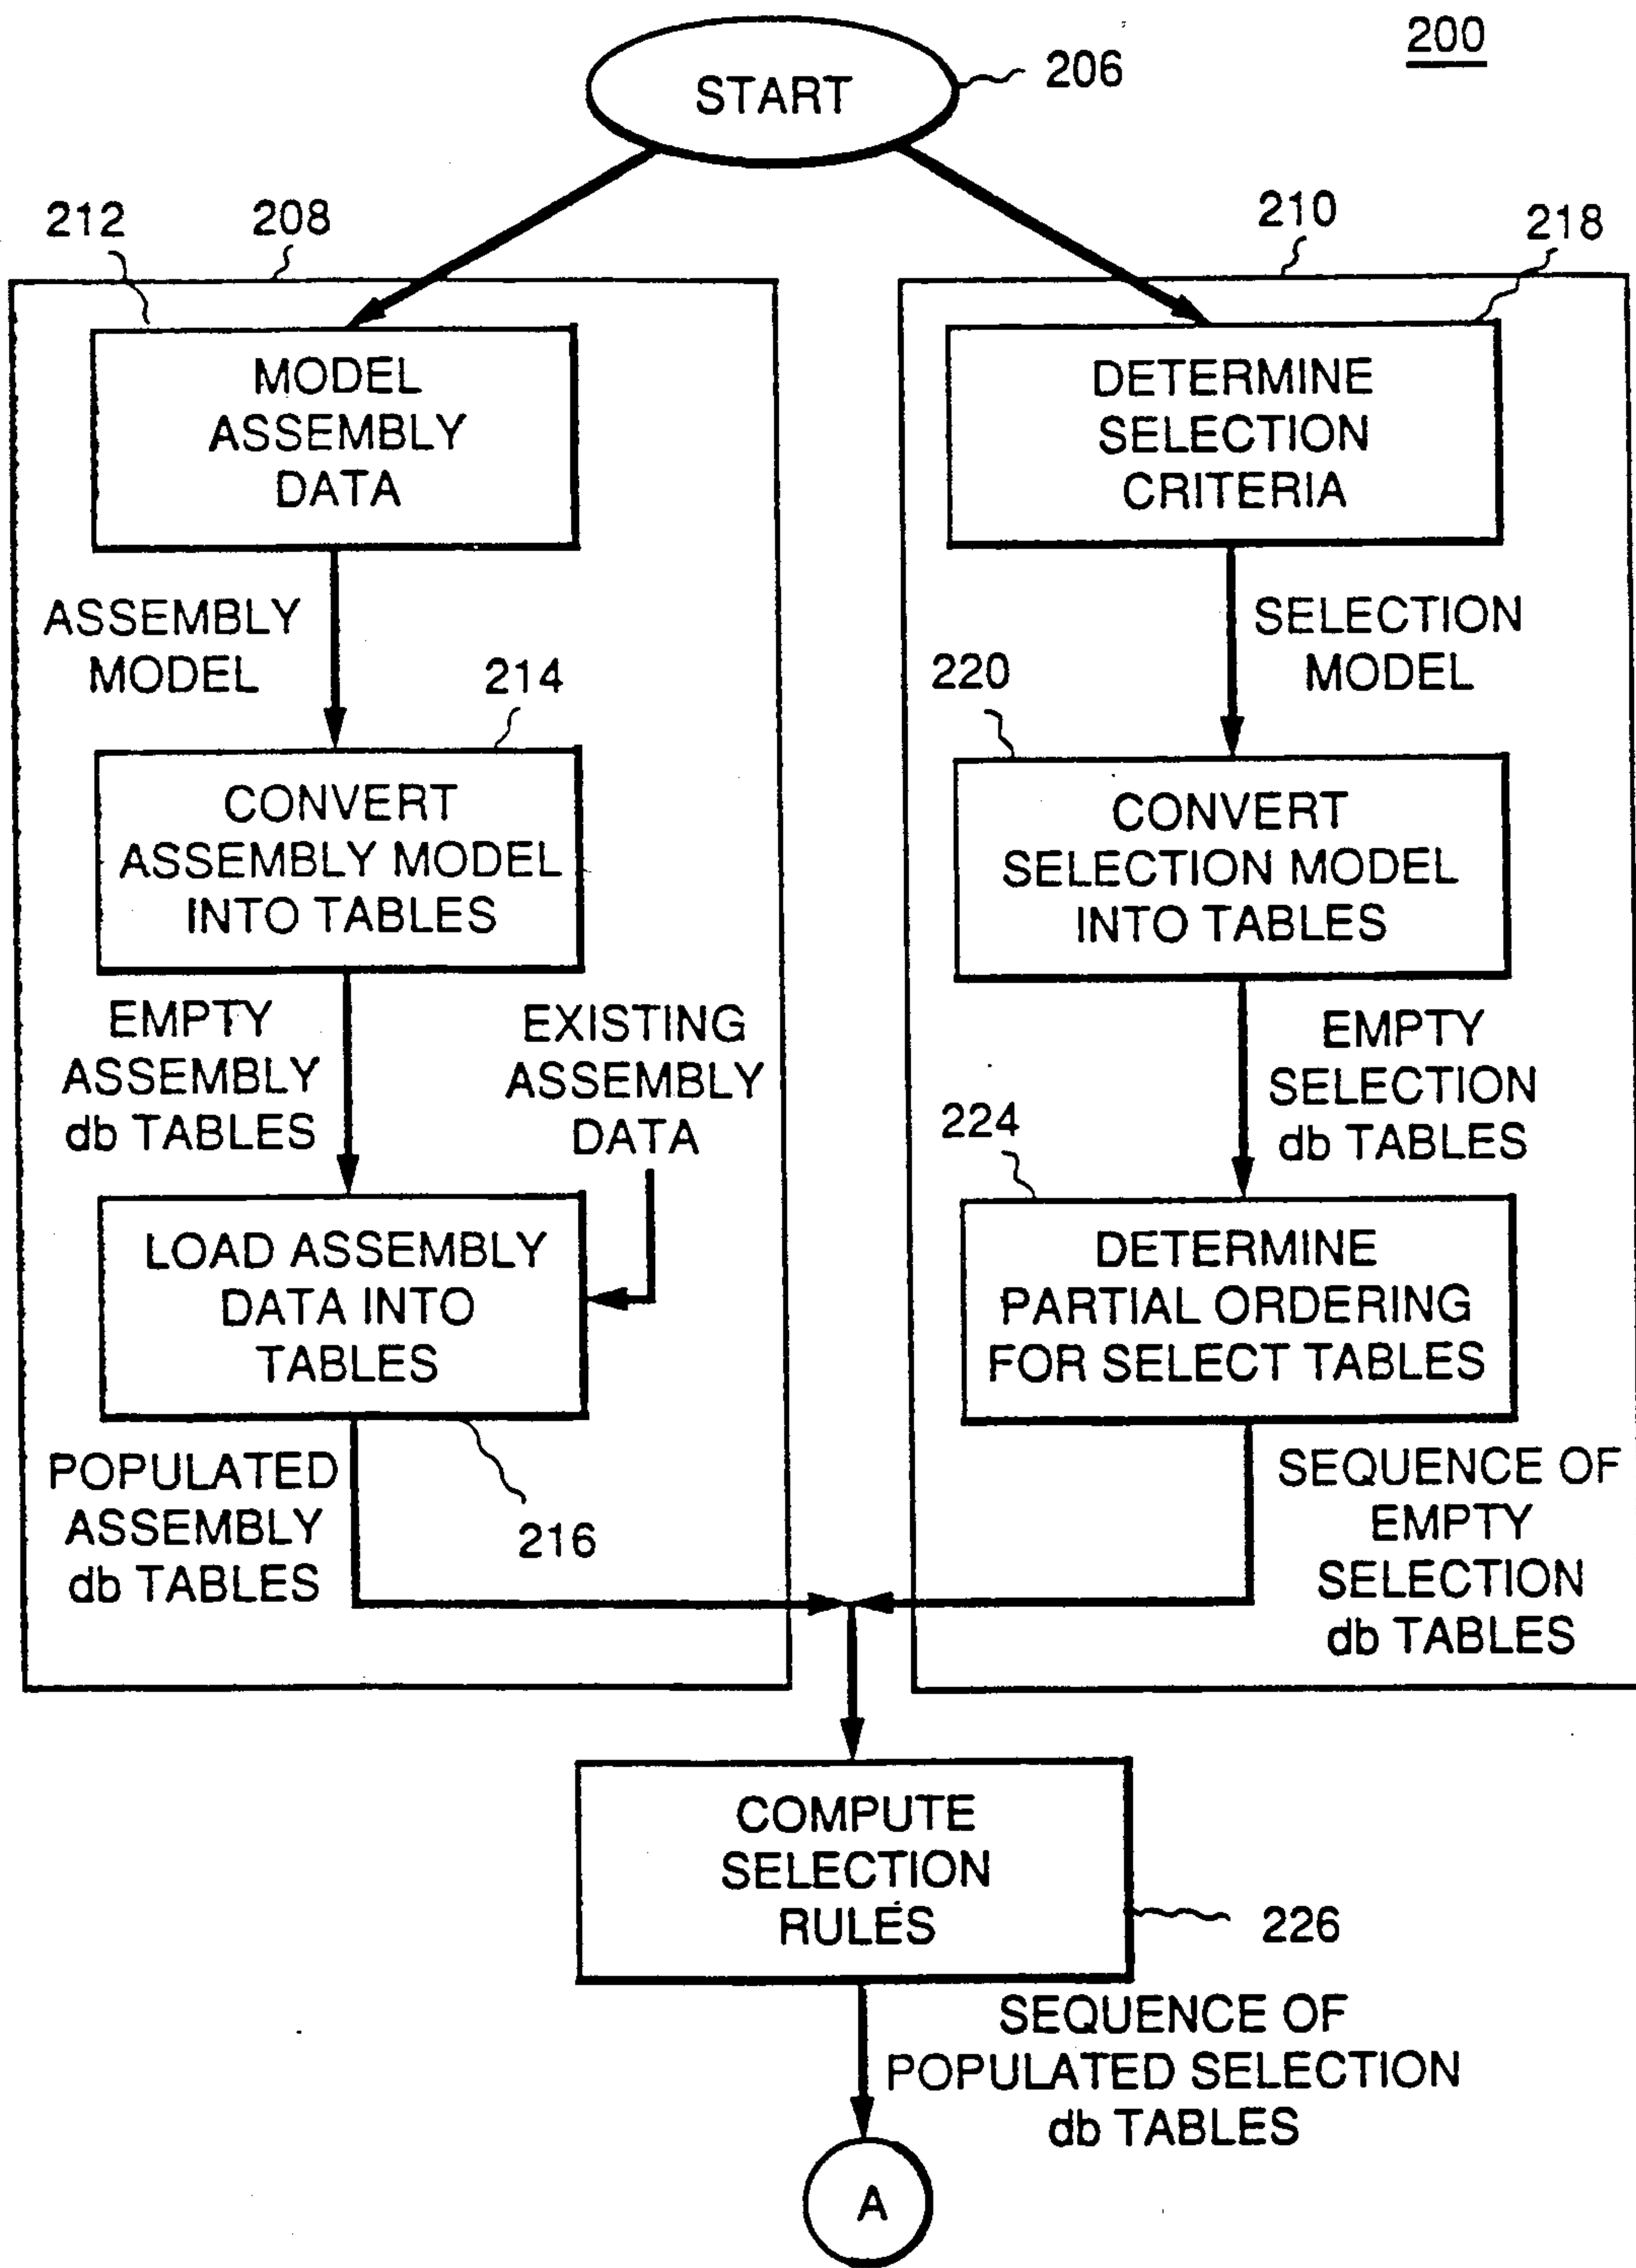 200
START
206
212
208
210
218
MODEL
ASSEMBLY
DATA
DETERMINE
SELECTION
CRITERIA
ASSEMBLY
MODEL
SELECTION
MODEL
214
220
CONVERT
ASSEMBLY MODEL
INTO TABLES
CONVERT
SELECTION MODEL
INTO TABLES
EMPTY
ASSEMBLY
db TABLES
EXISTING
ASSEMBLY
DATA
EMPTY
SELECTION
db TABLES
224
LOAD ASSEMBLY
DATA INTO
TABLES
DETERMINE
PARTIAL ORDERING
FOR SELECT TABLES
POPULATED
ASSEMBLY
db TABLES
216
SEQUENCE OF
EMPTY
SELECTION
db TABLES
COMPUTE
SELECTION
RULES
226
SEQUENCE OF
POPULATED SELECTION
db TABLES
A